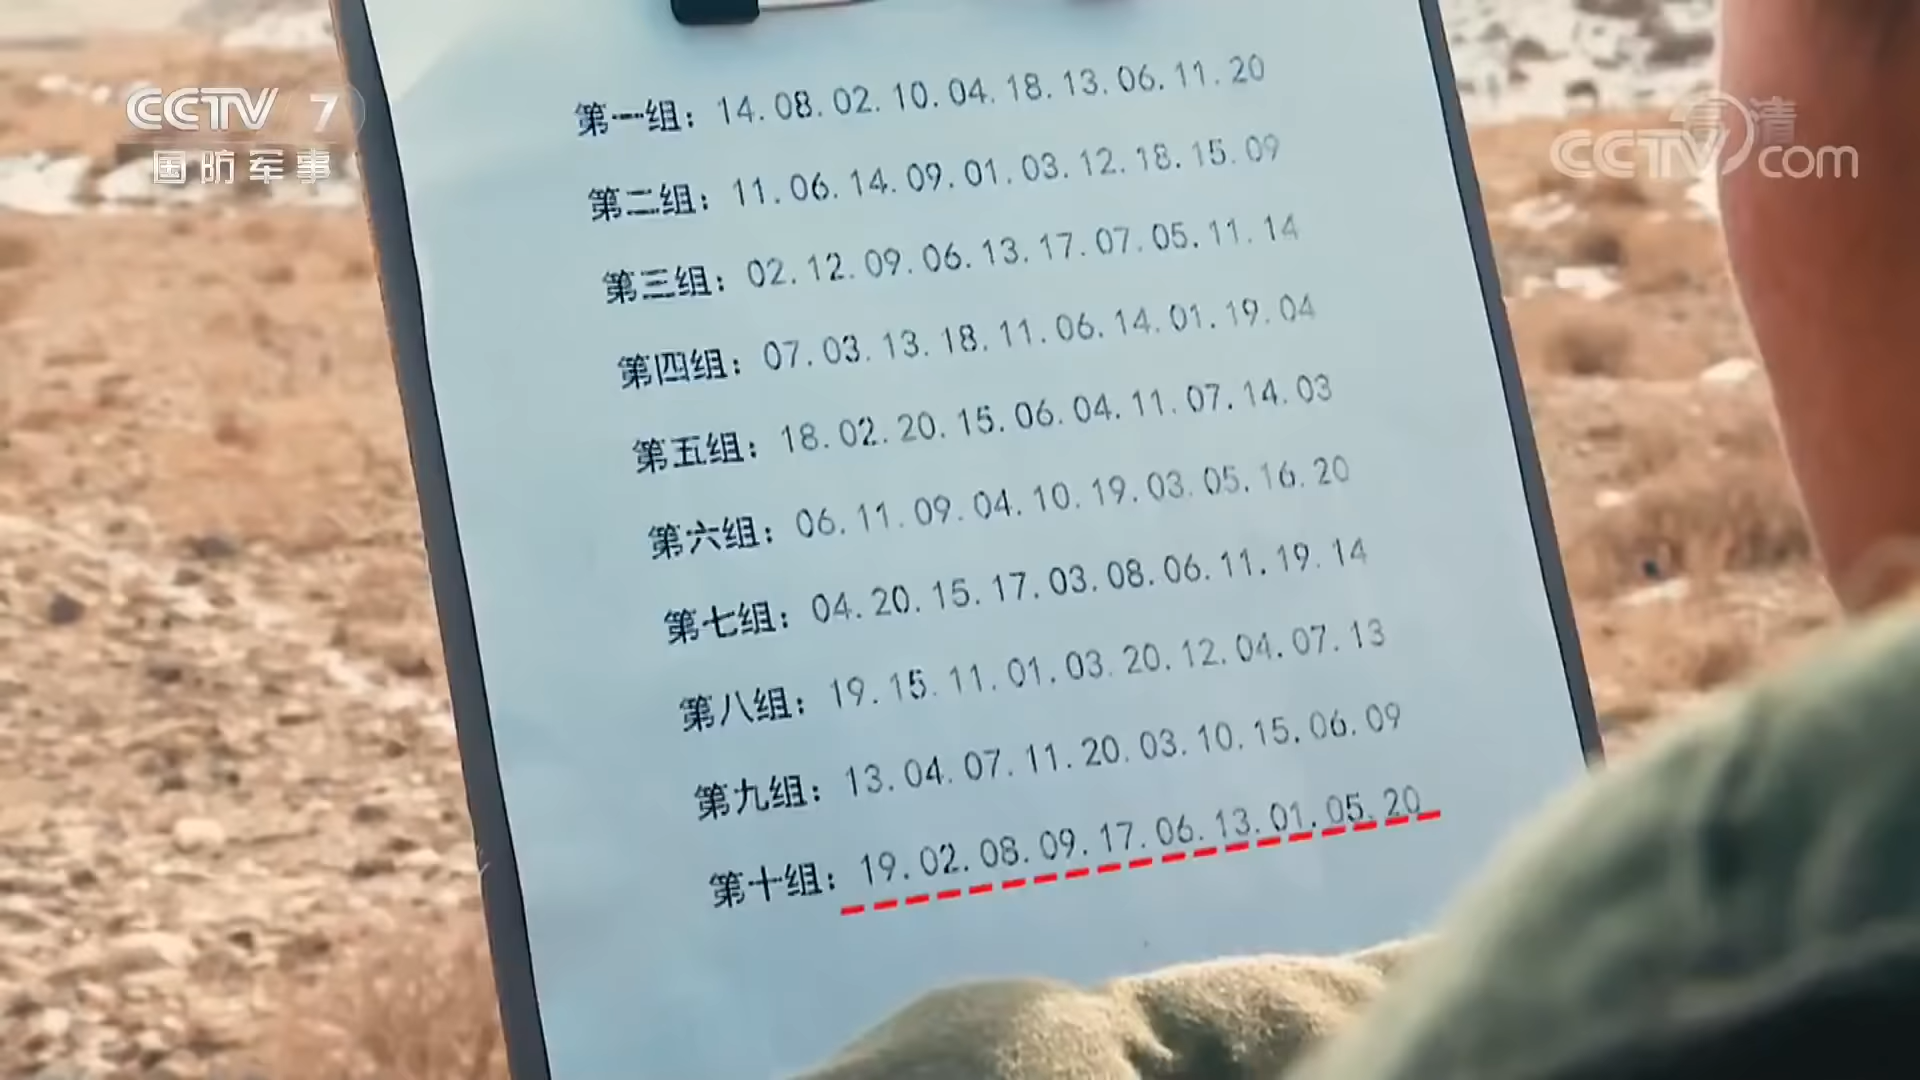 CCTV 7
国防军事
高清
CCTV com
第一组：14.08.02.10.04.18.13.06.11.20
第二组：11.06.14.09.01.03.12.18.15.09
第三组：02.12.09.06.13.17.07.05.11.14
第四组：07.03.13.18.11.06.14.01.19.04
第五组：18.02.20.15.06.04.11.07.14.03
第六组：06.11.09.04.10.19.03.05.16.20
第七组：04.20.15.17.03.08.06.11.19.14
第八组：19.15.11.01.03.20.12.04.07.13
第九组：13.04.07.11.20.03.10.15.06.09
第十组：19.02.08.09.17.06.13.01.05.20